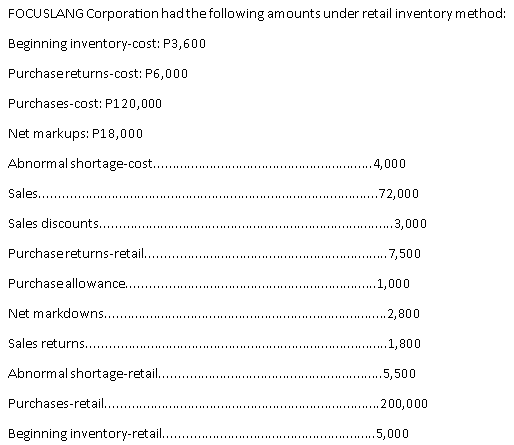 FOCUSLANG Corporation had the following amounts under retail inventory method:
Beginning inventory-cost: P3,600
Purchase returns-cost: P6,000
Purchases-cost: P120,000
Net markups: P18,000
Abnormal shortage-cost.......................................................4,000
Sales.....................................................................................72,000
Sales discounts.........................................................................3,000
Purchase returns-retail.............................................................7,500
Purchase allowance...............................................................1,000
Net markdowns......................................................................2,800
Sales returns...........................................................................1,800
Abnormal shortage-retail........................................................5,500
Purchases-retail.....................................................................200,000
Beginning inventory-retail.....................................................5,000